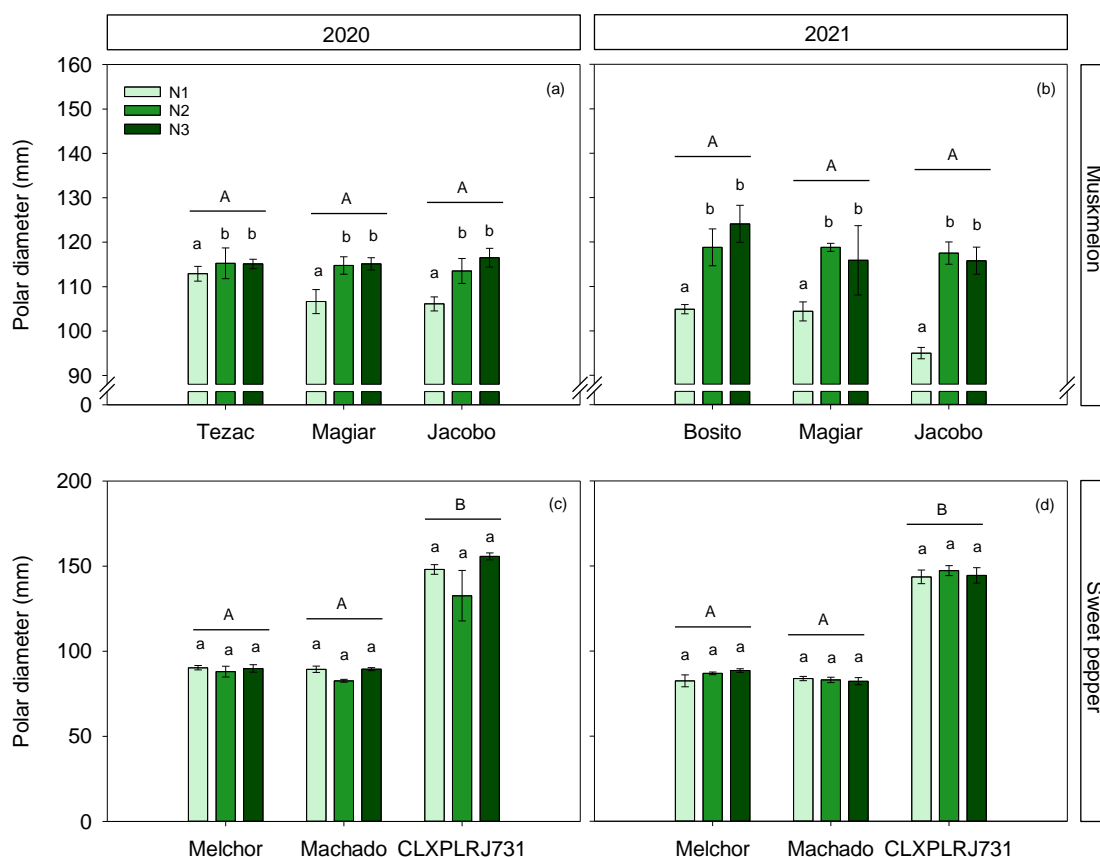 2020
2021
Polar diameter (mm)
160
150
140
130
120
110
100
90
0
N1
N2
N3
(a)
A
A
A
a b b
a b b
a b b
Tezac Magiar Jacobo
(b)
A
A
A
a b b
a b b
a b b
Bosito Magiar Jacobo
Muskmelon
Polar diameter (mm)
200
150
100
50
0
(c)
A
A
B
a a a
a a a
a a a
Melchor Machado CLXPLRJ731
(d)
A
A
B
a a a
a a a
a a a
Melchor Machado CLXPLRJ731
Sweet pepper